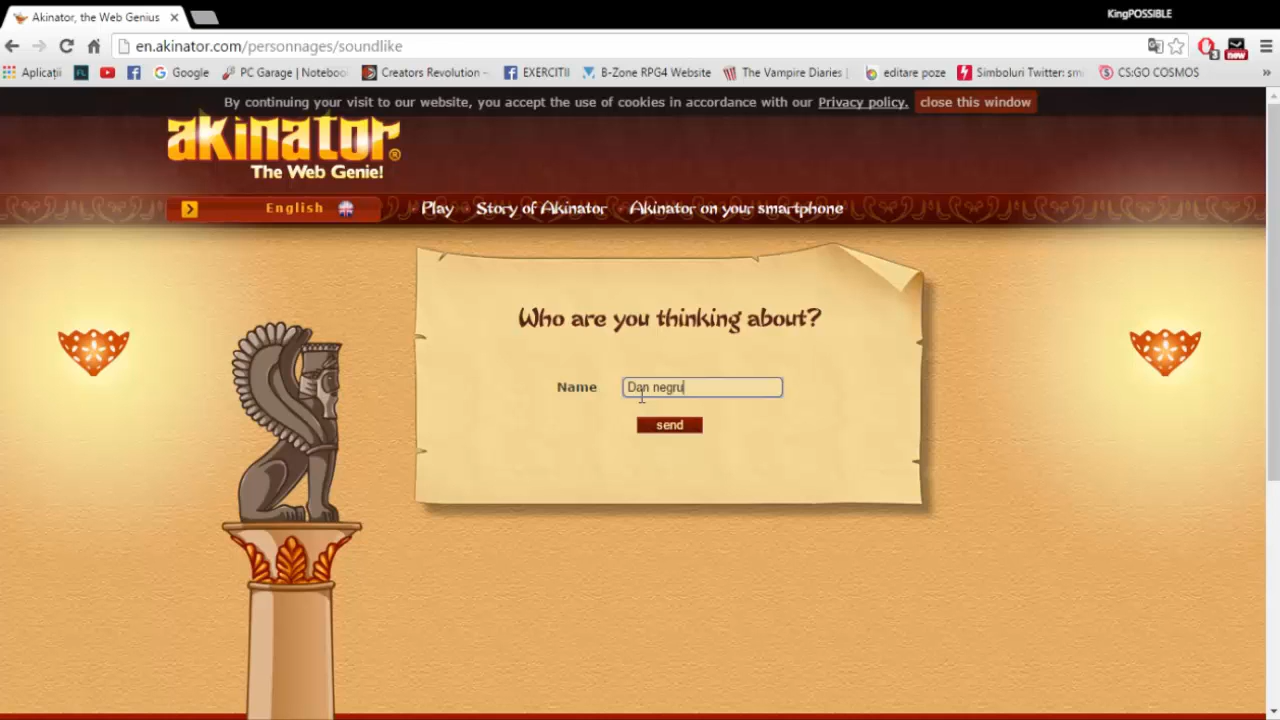 Akinator, the Web Genius
KingPOSSIBLE
en.akinator.com/personnages/soundlike
3
new
Aplicații
Google
PC Garage | Notebo
Creators Revolution -
EXERCITII
B-Zone RPG4 Website
The Vampire Diaries |
editare poze
Simboluri Twitter: sm
CS:GO COSMOS
»
By continuing your visit to our website, you accept the use of cookies in accordance with our Privacy policy. close this window
akinator®
The Web Genie!
English
Play · Story of Akinator · Akinator on your smartphone
Who are you thinking about?
Name
Dan negru
send